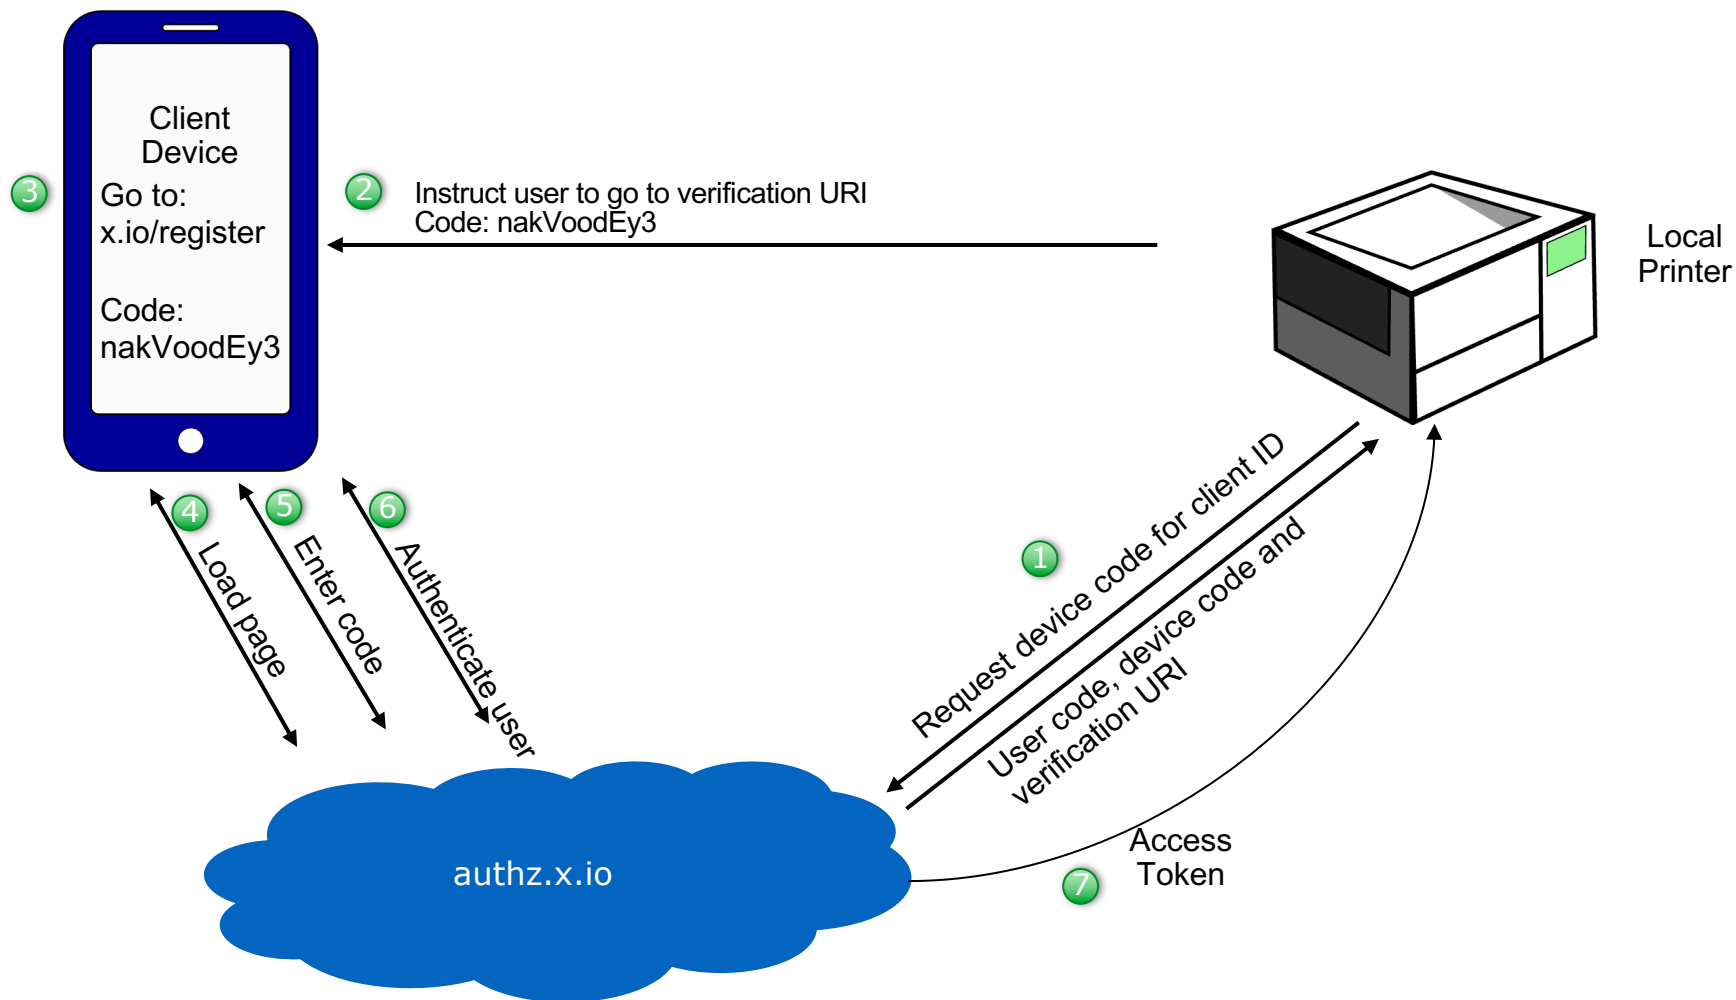 Client
Device
Go to:
x.io/register
Code:
nakVoodEy3
3
2
Instruct user to go to verification URI
Code: nakVoodEy3
Local
Printer
4
Load page
5
Enter code
6
Authenticate user
1
Request device code for client ID
User code, device code and
verification URI
Access
Token
7
authz.x.io